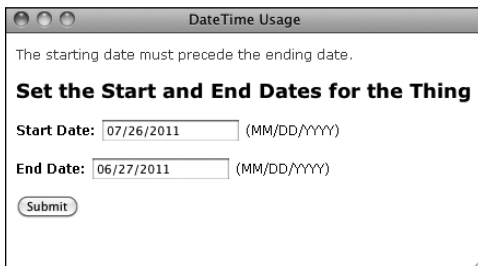 DateTime Usage
The starting date must precede the ending date.
Set the Start and End Dates for the Thing
Start Date: 07/26/2011 (MM/DD/YYYY)
End Date: 06/27/2011 (MM/DD/YYYY)
Submit